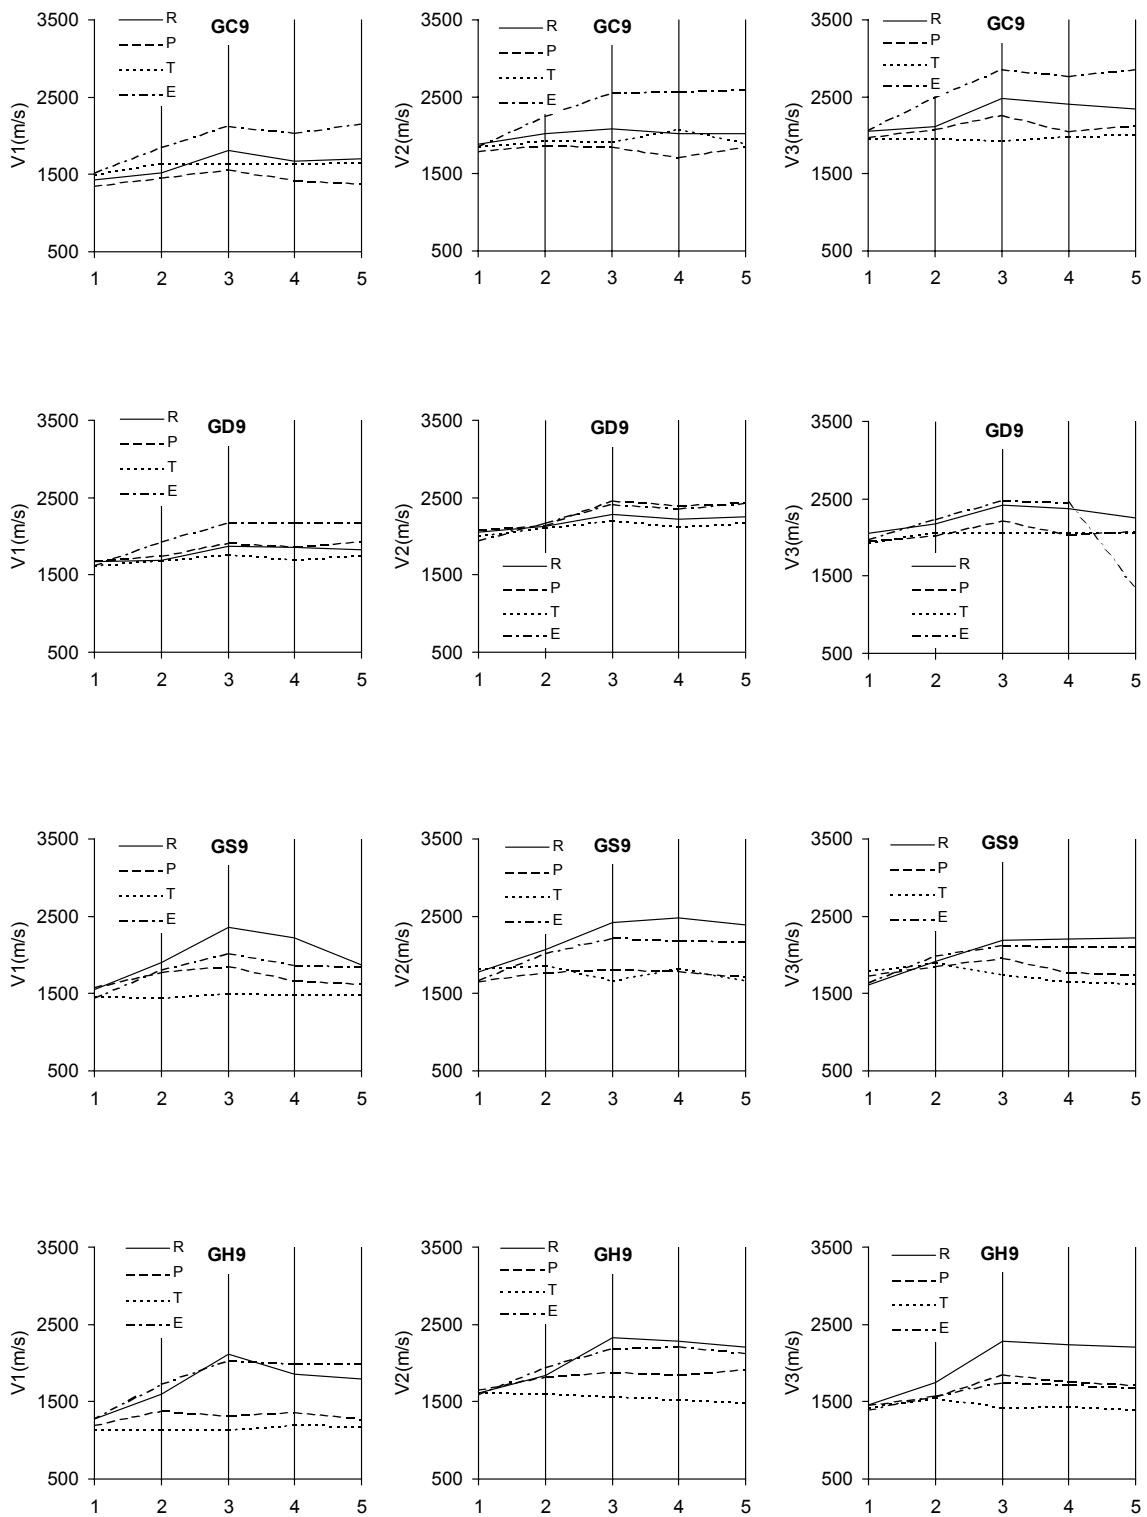 3500 R GC9
P
T
2500 E
V1(m/s)
1500
500
1 2 3 4 5
3500 R GC9
P
T
2500 E
V2(m/s)
1500
500
1 2 3 4 5
3500 R GC9
P
T
2500 E
V3(m/s)
1500
500
1 2 3 4 5
3500 R GD9
P
T
2500 E
V1(m/s)
1500
500
1 2 3 4 5
3500 GD9
2500
V2(m/s)
1500 R
P
T
500 E
1 2 3 4 5
3500 GD9
2500
V3(m/s)
1500 R
P
T
500 E
1 2 3 4 5
3500 R GS9
P
T
2500 E
V1(m/s)
1500
500
1 2 3 4 5
3500 R GS9
P
T
2500 E
V2(m/s)
1500
500
1 2 3 4 5
3500 R GS9
P
T
2500 E
V3(m/s)
1500
500
1 2 3 4 5
3500 R GH9
P
T
2500 E
V1(m/s)
1500
500
1 2 3 4 5
3500 R GH9
P
T
2500 E
V2(m/s)
1500
500
1 2 3 4 5
3500 R GH9
P
T
2500 E
V3(m/s)
1500
500
1 2 3 4 5